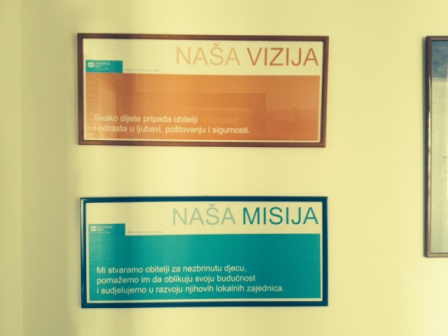 NAŠA VIZIJA
Svako dijete pripada obitelji
i odrasta u ljubavi, poštovanju i sigurnosti.
NAŠA MISIJA
Mi stvaramo obitelji za nezbrinutu djecu,
pomažemo im da oblikuju svoju budućnost
i sudjelujemo u razvoju njihovih lokalnih zajednica.